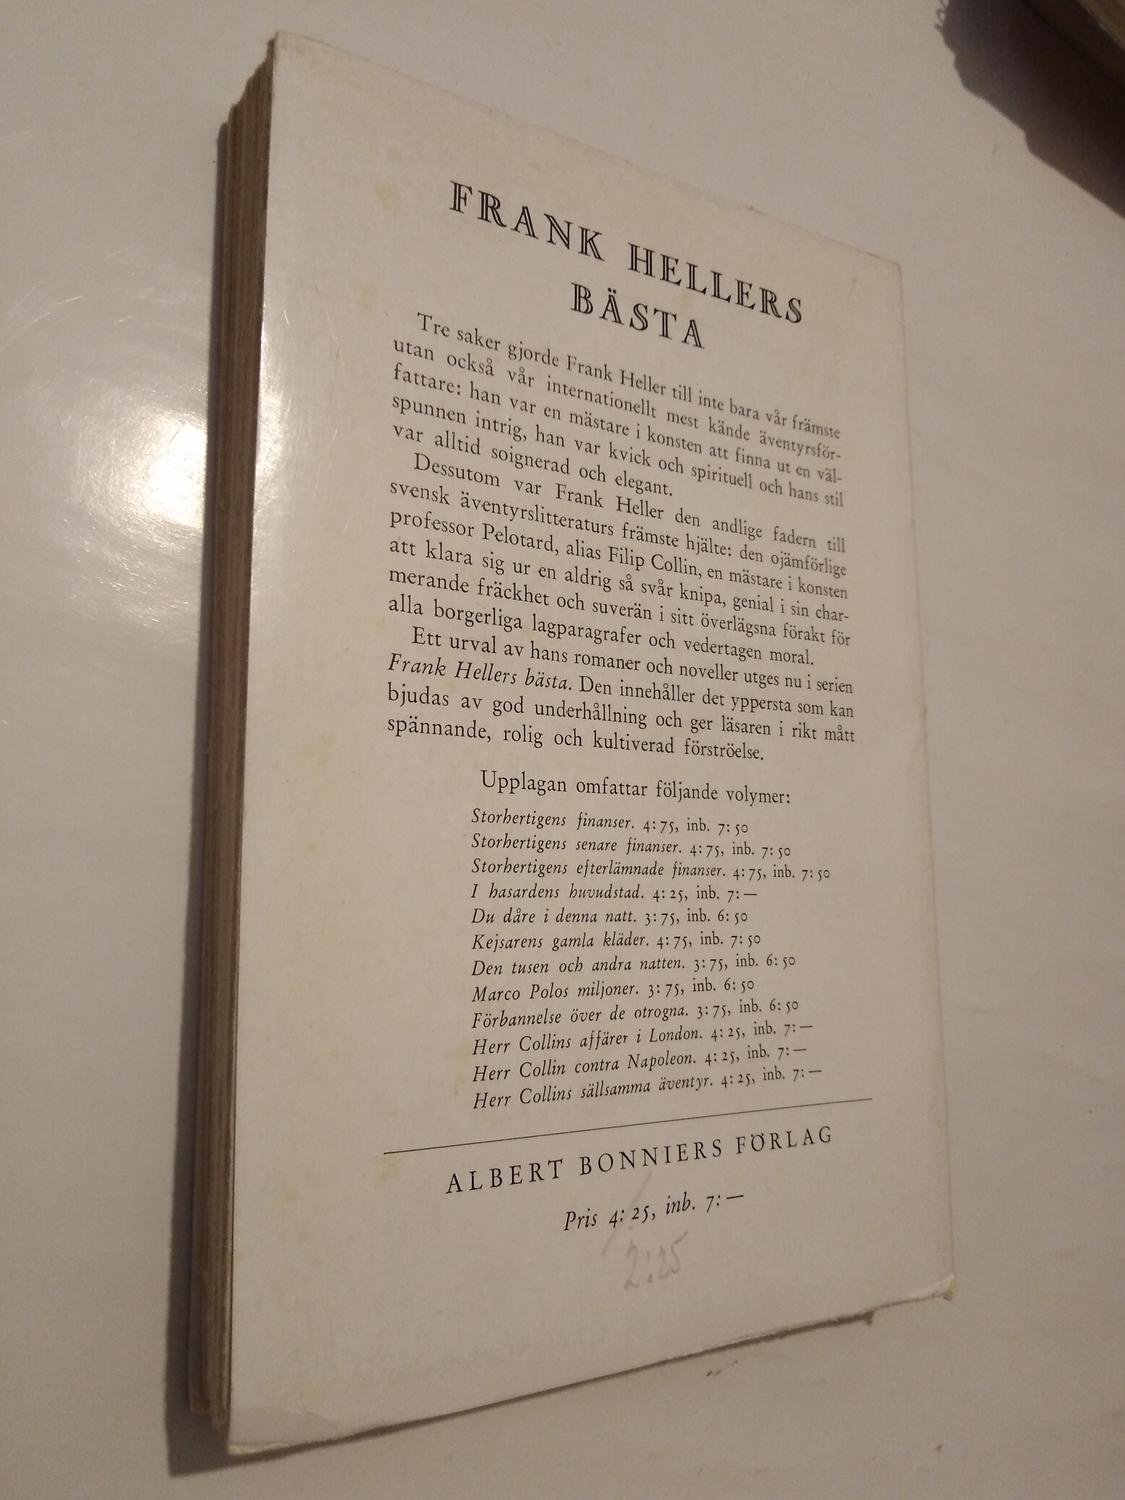 FRANK HELLERS
BÄSTA
Tre saker gjorde Frank Heller till inte bara vår främste
utan också vår internationellt mest kände äventyrsför-
fattare: han var en mästare i konsten att finna ut en väl-
spunnen intrig, han var kvick och spirituell och hans stil
var alltid soignerad och elegant.
Dessutom var Frank Heller den andlige fadern till
svensk äventyrslitteraturs främste hjälte: den ojämförlige
professor Pelotard, alias Filip Collin, en mästare i konsten
att klara sig ur en aldrig så svår knipa, genial i sin char-
merande fräckhet och suverän i sitt överlägsna förakt för
alla borgerliga lagparagrafer och vedertagen moral.
Ett urval av hans romaner och noveller utges nu i serien
Frank Hellers bästa. Den innehåller det yppersta som kan
bjudas av god underhållning och ger läsaren i rikt mått
spännande, rolig och kultiverad förströelse.
Upplagan omfattar följande volymer:
Storhertigens finanser. 4:75, inb. 7:50
Storhertigens senare finanser. 4:75, inb. 7:50
Storhertigens efterlämnade finanser. 4:75, inb. 7:50
I hasardens huvudstad. 4:25, inb. 7:—
Du dåre i denna natt. 3:75, inb. 6:50
Kejsarens gamla kläder. 4:75, inb. 7:50
Den tusen och andra natten. 3:75, inb. 6:50
Marco Polos miljoner. 3:75, inb. 6:50
Förbannelse över de otrogna. 3:75, inb. 6:50
Herr Collins affärer i London. 4:25, inb. 7:—
Herr Collin contra Napoleon. 4:25, inb. 7:—
Herr Collins sällsamma äventyr. 4:25, inb. 7:—
ALBERT BONNIERS FÖRLAG
Pris 4:25, inb. 7:—
2:25